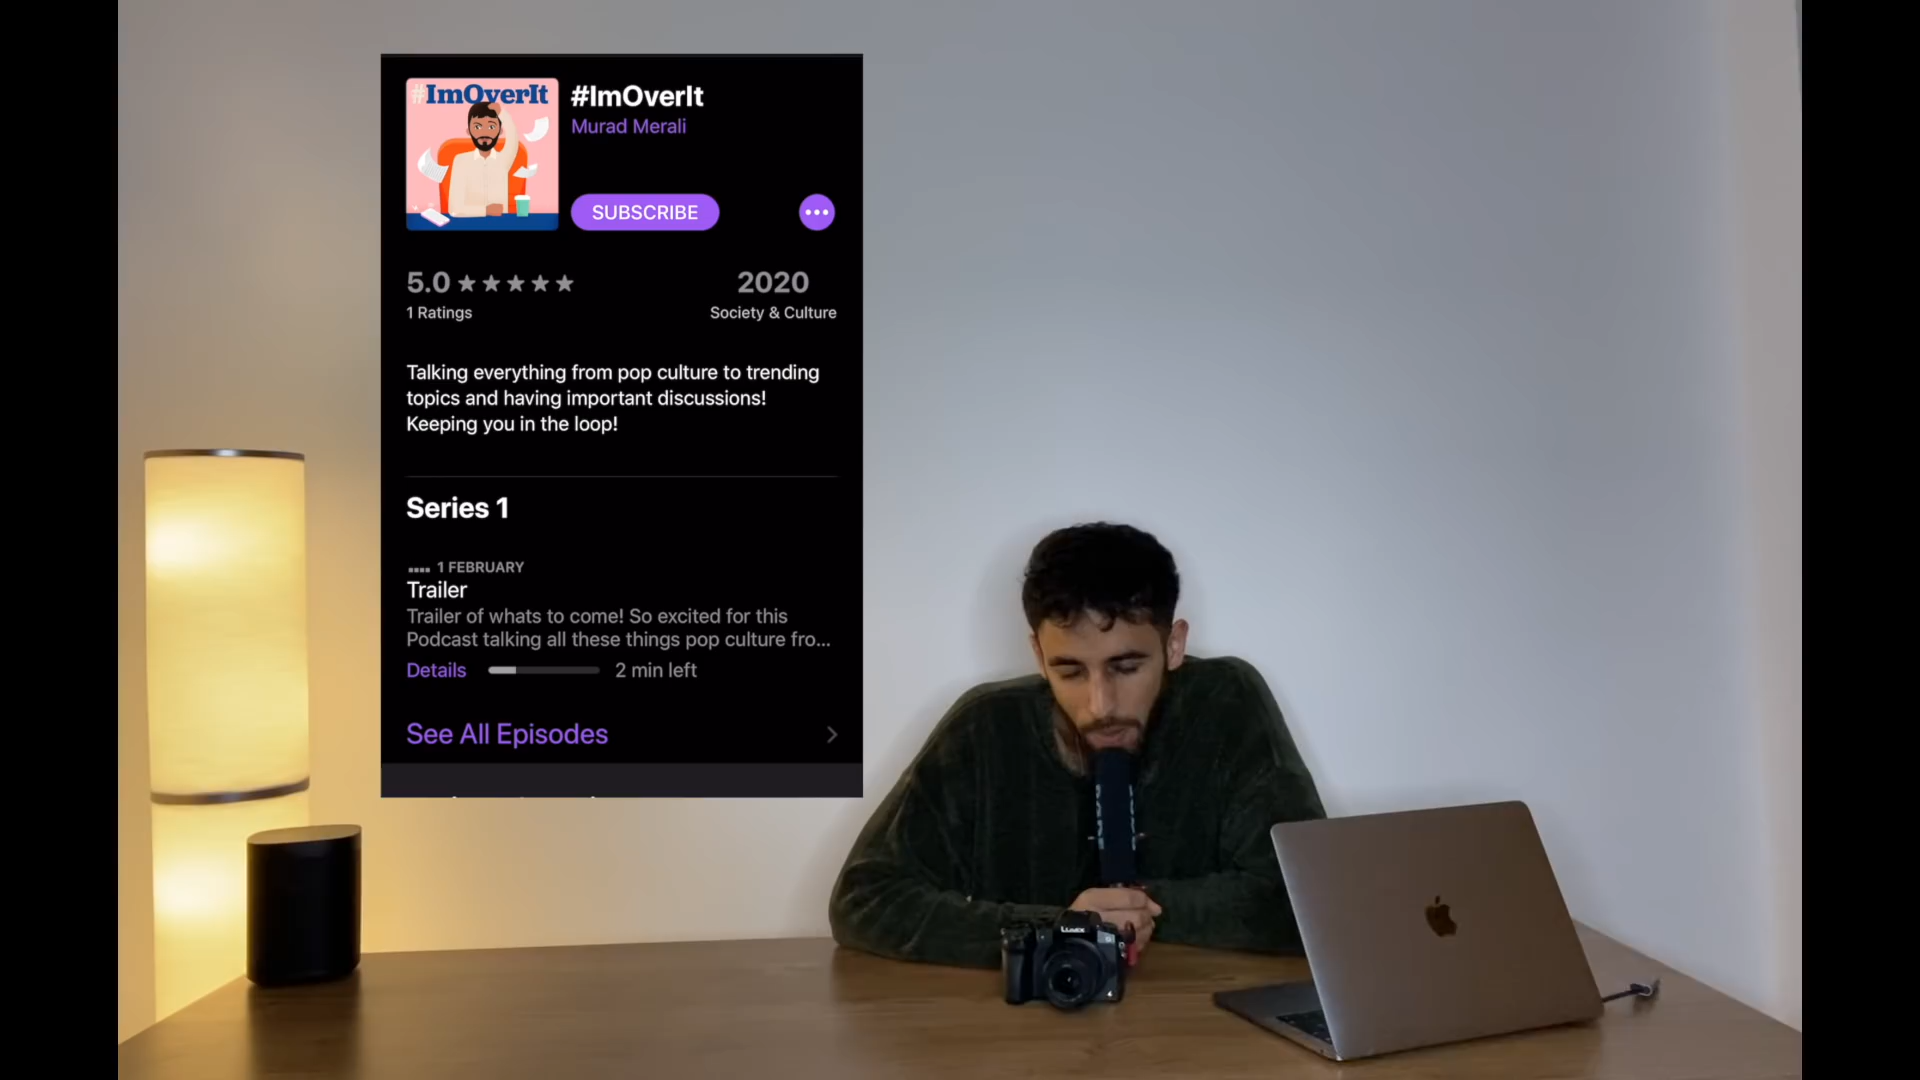 #ImOverIt
#ImOverIt
Murad Merali
SUBSCRIBE
5.0
1 Ratings
2020
Society & Culture
Talking everything from pop culture to trending
topics and having important discussions!
Keeping you in the loop!
Series 1
1 FEBRUARY
Trailer
Trailer of whats to come! So excited for this
Podcast talking all these things pop culture fro...
Details
2 min left
See All Episodes
LUMIX